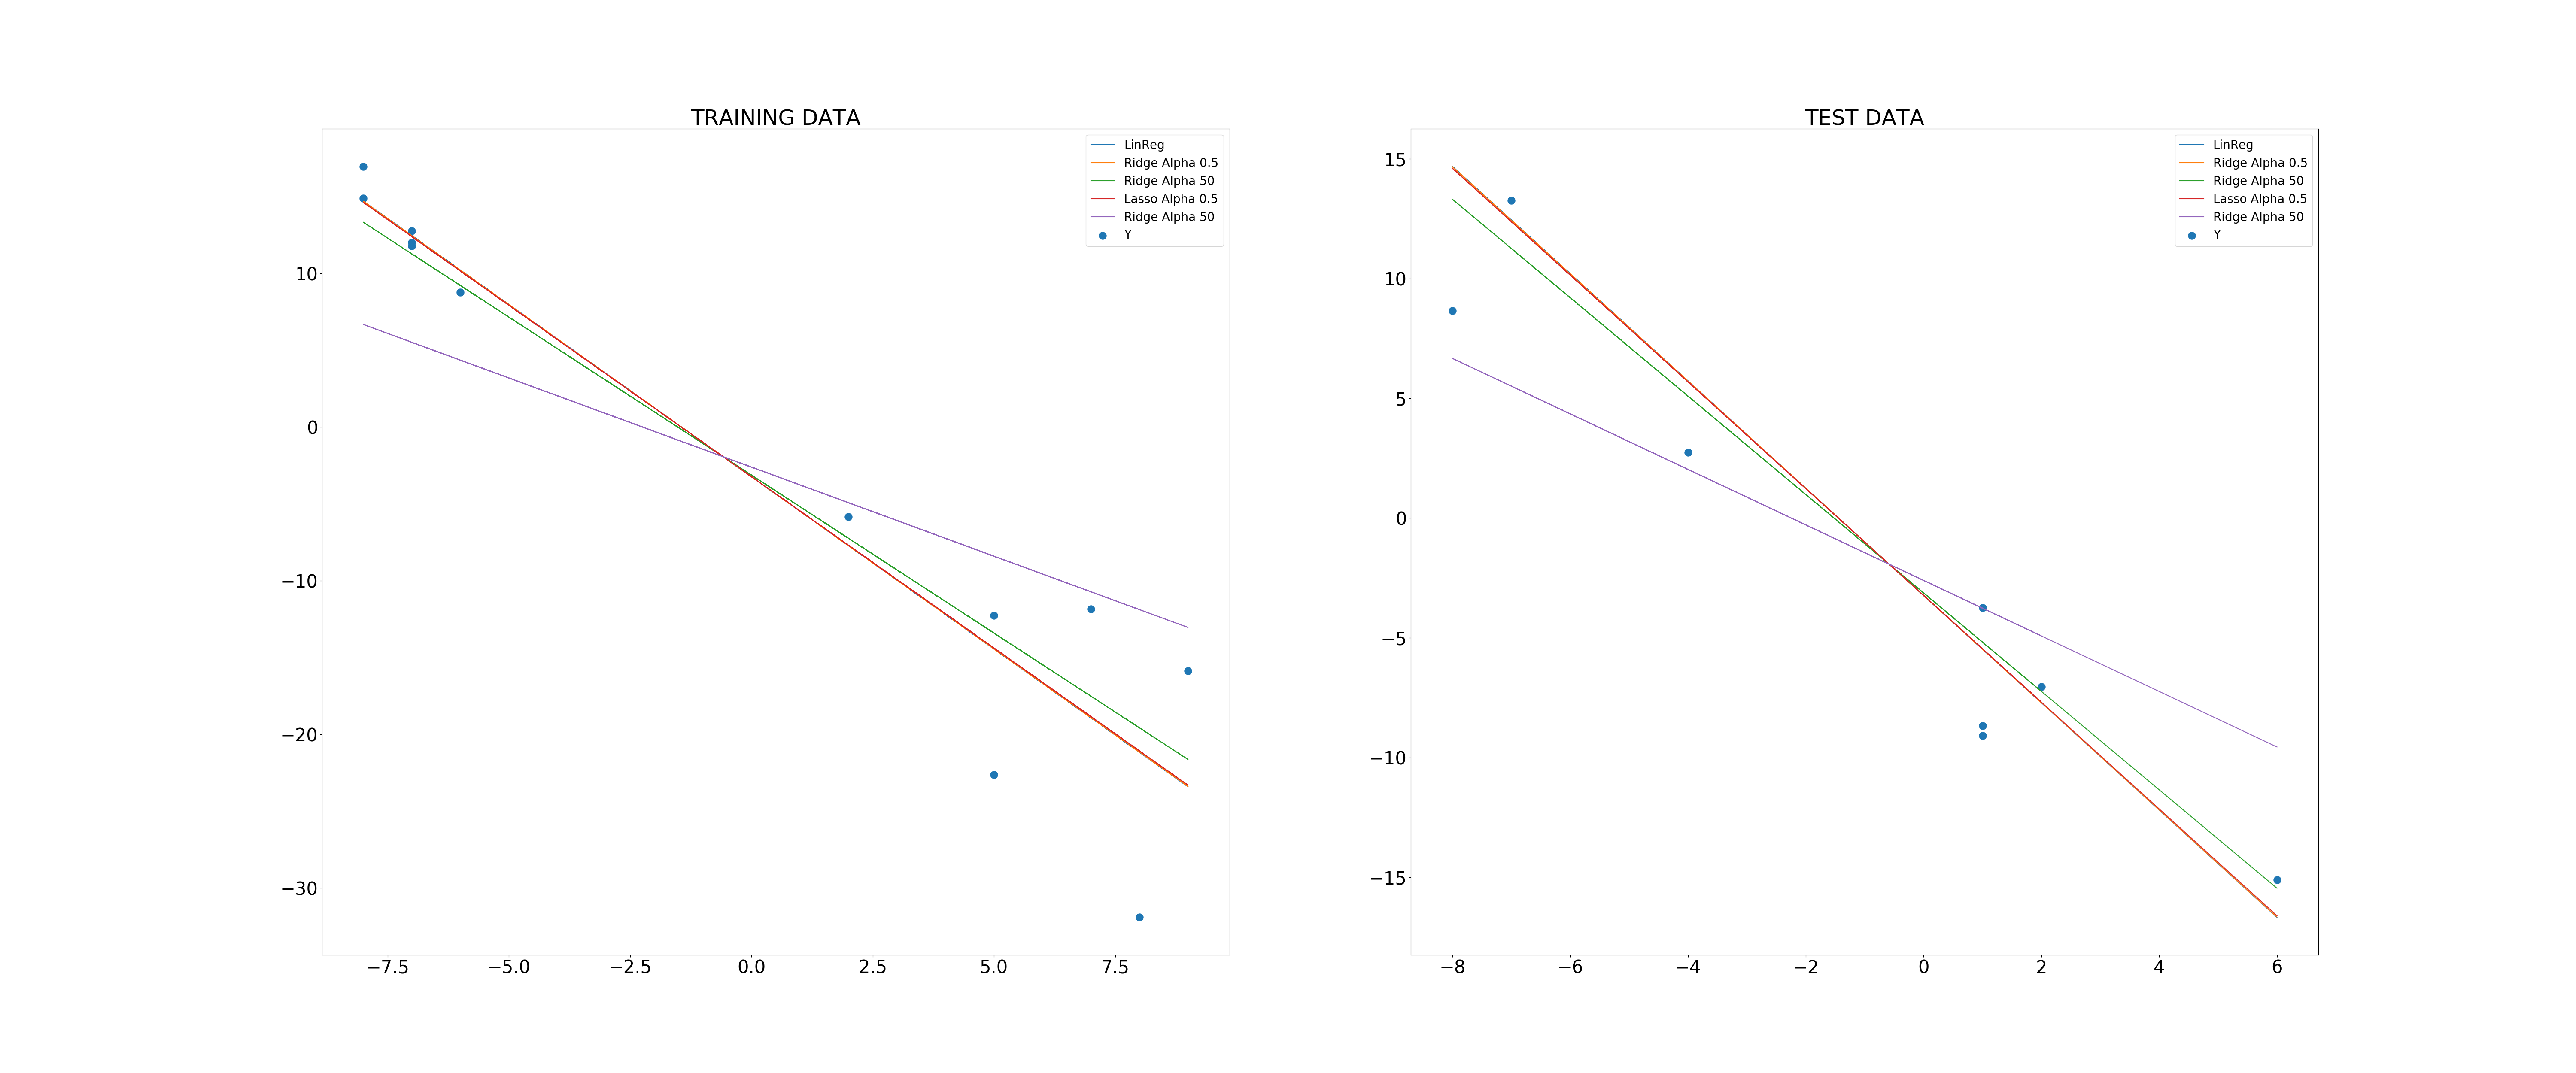 TRAINING DATA
LinReg
Ridge Alpha 0.5
Ridge Alpha 50
Lasso Alpha 0.5
Ridge Alpha 50
Y
10
0
−10
−20
−30
−7.5 −5.0 −2.5 0.0 2.5 5.0 7.5
TEST DATA
LinReg
Ridge Alpha 0.5
Ridge Alpha 50
Lasso Alpha 0.5
Ridge Alpha 50
Y
15
10
5
0
−5
−10
−15
−8 −6 −4 −2 0 2 4 6